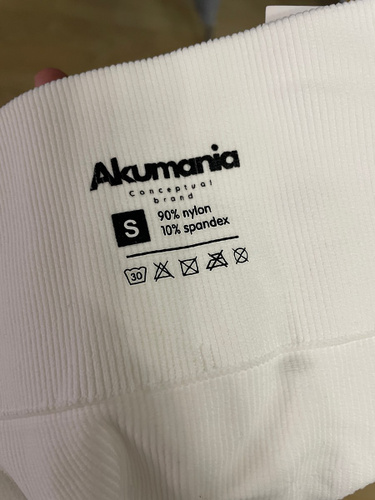 Akumania
Conceptual
brand
S
90% nylon
10% spandex
30